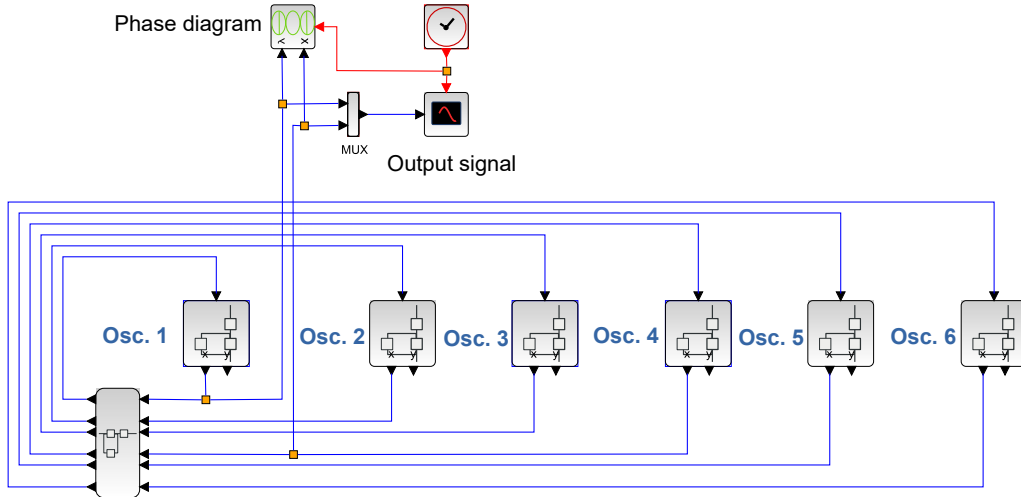 Phase diagram
Y X
MUX
Output signal
Osc. 1
Osc. 2
Osc. 3
Osc. 4
Osc. 5
Osc. 6
x y
x y
x y
x y
x y
x y